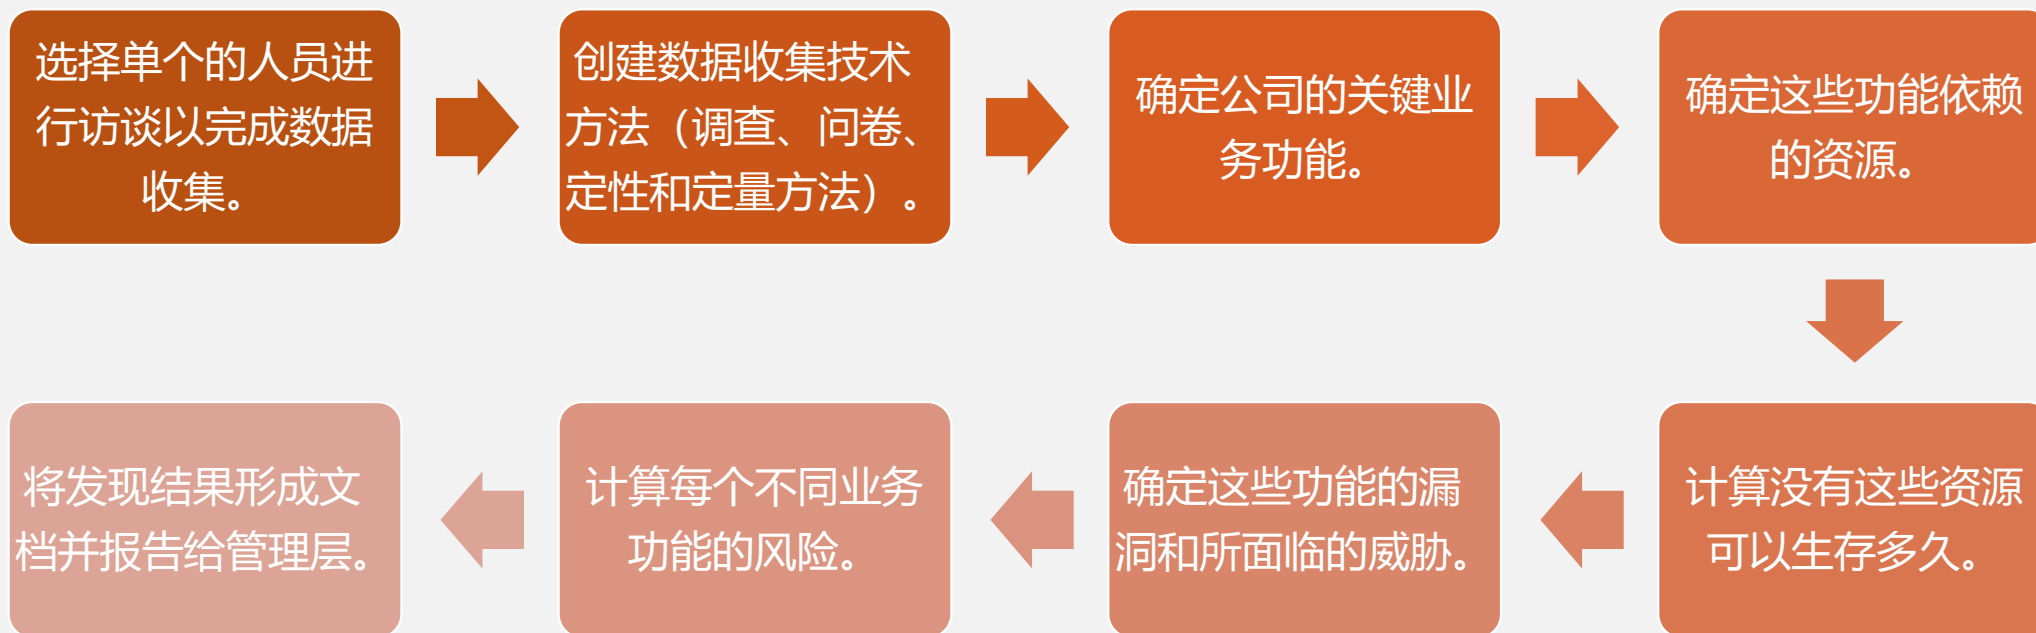 选择单个的人员进
行访谈以完成数据
收集。
创建数据收集技术
方法（调查、问卷、
定性和定量方法）。
确定公司的关键业
务功能。
确定这些功能依赖
的资源。
计算没有这些资源
可以生存多久。
确定这些功能的漏
洞和所面临的威胁。
计算每个不同业务
功能的风险。
将发现结果形成文
档并报告给管理层。